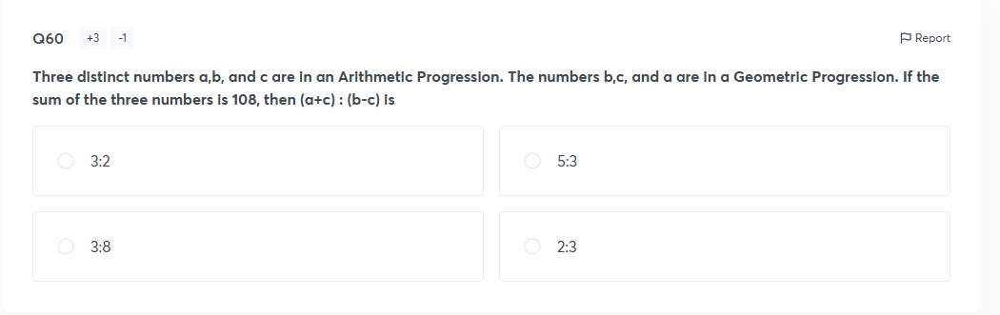 Q60 +3 -1 Report
Three distinct numbers a,b, and c are in an Arithmetic Progression. The numbers b,c, and a are in a Geometric Progression. If the
sum of the three numbers is 108, then (a+c) : (b-c) is
3:2 5:3
3:8 2:3